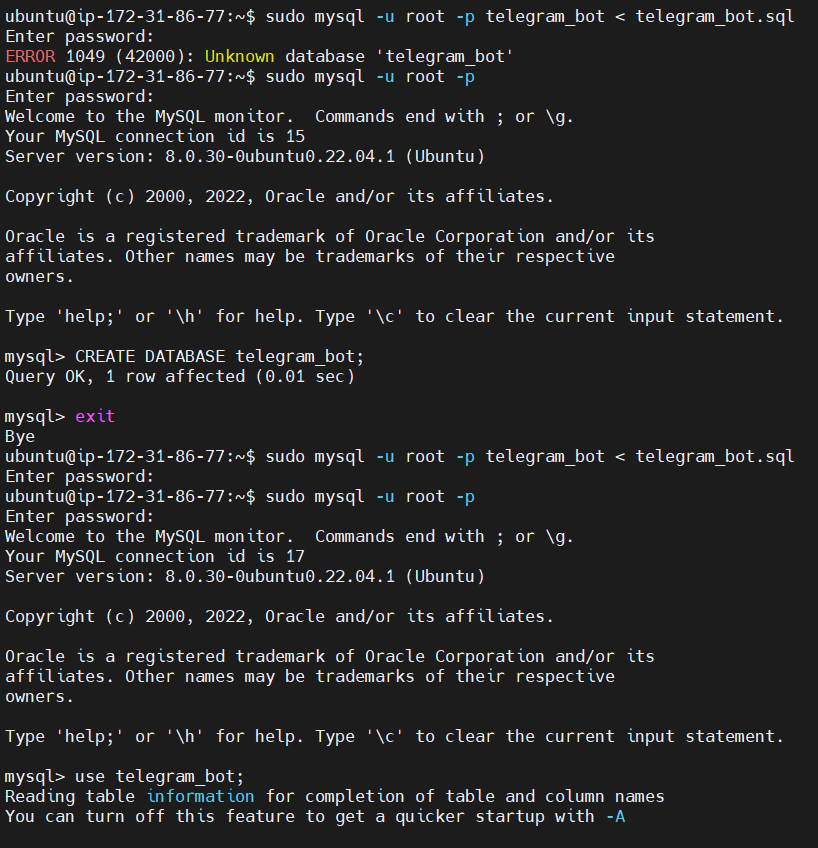 ubuntu@ip-172-31-86-77:~$ sudo mysql -u root -p telegram_bot < telegram_bot.sql
Enter password:
ERROR 1049 (42000): Unknown database 'telegram_bot'
ubuntu@ip-172-31-86-77:~$ sudo mysql -u root -p
Enter password:
Welcome to the MySQL monitor.  Commands end with ; or \g.
Your MySQL connection id is 15
Server version: 8.0.30-0ubuntu0.22.04.1 (Ubuntu)

Copyright (c) 2000, 2022, Oracle and/or its affiliates.

Oracle is a registered trademark of Oracle Corporation and/or its
affiliates. Other names may be trademarks of their respective
owners.

Type 'help;' or '\h' for help. Type '\c' to clear the current input statement.

mysql> CREATE DATABASE telegram_bot;
Query OK, 1 row affected (0.01 sec)

mysql> exit
Bye
ubuntu@ip-172-31-86-77:~$ sudo mysql -u root -p telegram_bot < telegram_bot.sql
Enter password:
ubuntu@ip-172-31-86-77:~$ sudo mysql -u root -p
Enter password:
Welcome to the MySQL monitor.  Commands end with ; or \g.
Your MySQL connection id is 17
Server version: 8.0.30-0ubuntu0.22.04.1 (Ubuntu)

Copyright (c) 2000, 2022, Oracle and/or its affiliates.

Oracle is a registered trademark of Oracle Corporation and/or its
affiliates. Other names may be trademarks of their respective
owners.

Type 'help;' or '\h' for help. Type '\c' to clear the current input statement.

mysql> use telegram_bot;
Reading table information for completion of table and column names
You can turn off this feature to get a quicker startup with -A